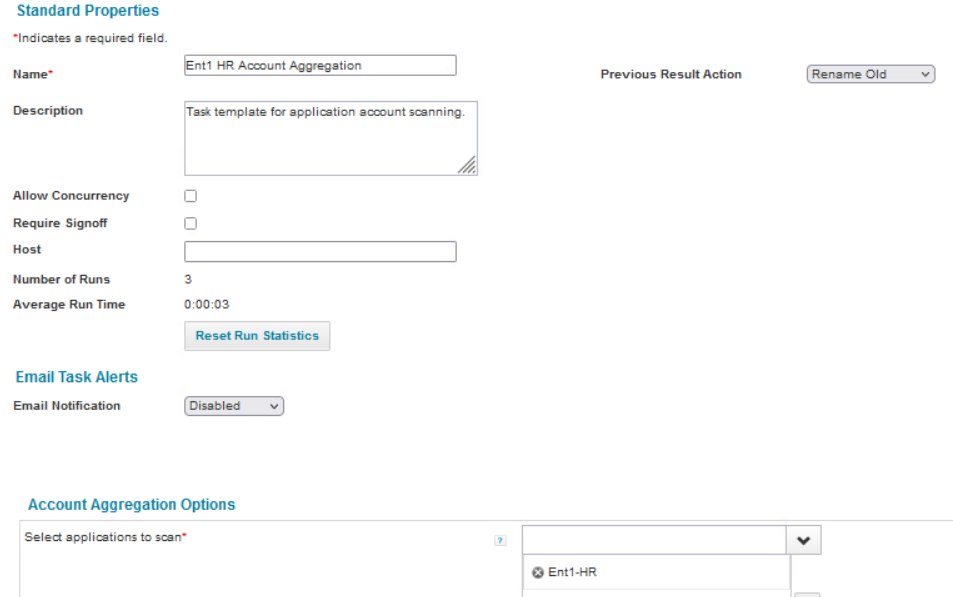 Standard Properties
*Indicates a required field.
Name* Ent1 HR Account Aggregation Previous Result Action Rename Old
Description Task template for application account scanning.
Allow Concurrency
Require Signoff
Host
Number of Runs 3
Average Run Time 0:00:03
Reset Run Statistics
Email Task Alerts
Email Notification Disabled
Account Aggregation Options
Select applications to scan* ?
Ent1-HR